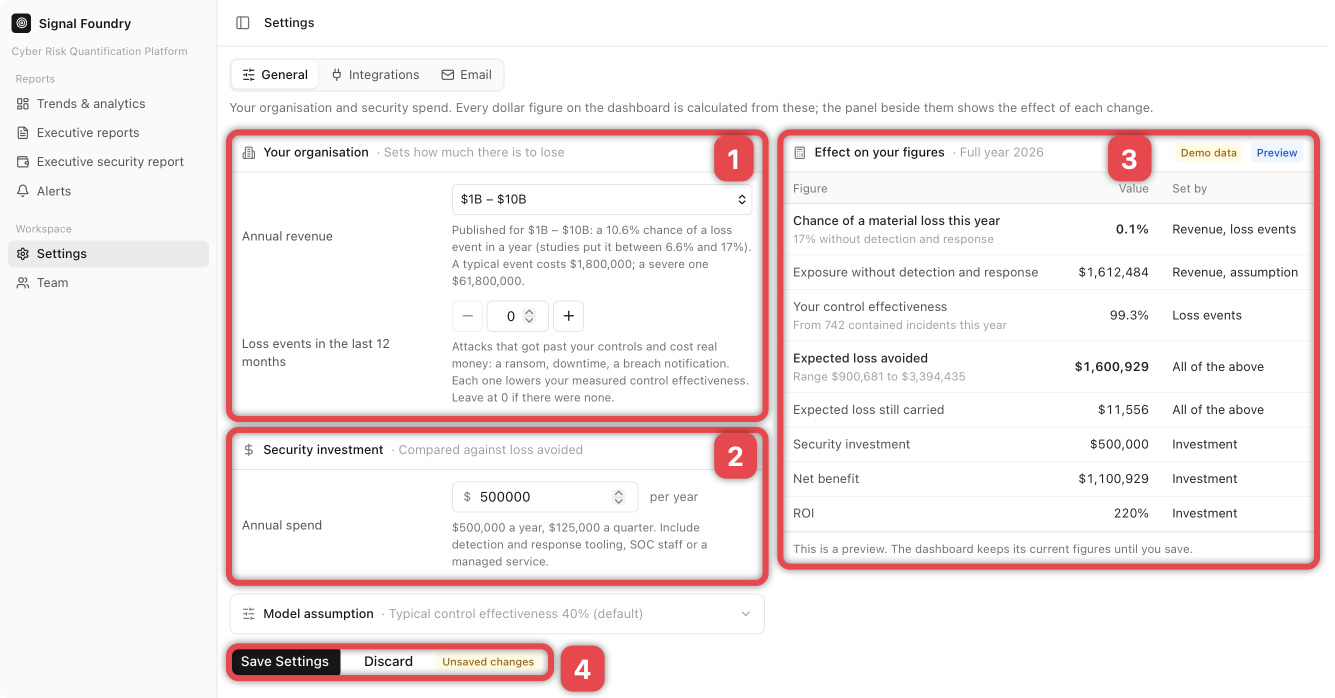 Signal Foundry
Cyber Risk Quantification Platform
Reports
Trends & analytics
Executive reports
Executive security report
Alerts
Workspace
Settings
Team
Settings
General
Integrations
Email
Your organisation and security spend. Every dollar figure on the dashboard is calculated from these; the panel beside them shows the effect of each change.
Your organisation · Sets how much there is to lose
1
Annual revenue
$1B – $10B
Published for $1B – $10B: a 10.6% chance of a loss
event in a year (studies put it between 6.6% and 17%).
A typical event costs $1,800,000; a severe one
$61,800,000.
Loss events in the last 12
months
0
Attacks that got past your controls and cost real
money: a ransom, downtime, a breach notification.
Each one lowers your measured control effectiveness.
Leave at 0 if there were none.
Security investment · Compared against loss avoided
2
Annual spend
$ 500000 per year
$500,000 a year, $125,000 a quarter. Include
detection and response tooling, SOC staff or a
managed service.
Model assumption · Typical control effectiveness 40% (default)
Save Settings Discard Unsaved changes
4
Effect on your figures · Full year 2026
3
Demo data Preview
Figure Value Set by
Chance of a material loss this year 0.1% Revenue, loss events
17% without detection and response
Exposure without detection and response $1,612,484 Revenue, assumption
Your control effectiveness 99.3% Loss events
From 742 contained incidents this year
Expected loss avoided $1,600,929 All of the above
Range $900,681 to $3,394,435
Expected loss still carried $11,556 All of the above
Security investment $500,000 Investment
Net benefit $1,100,929 Investment
ROI 220% Investment
This is a preview. The dashboard keeps its current figures until you save.